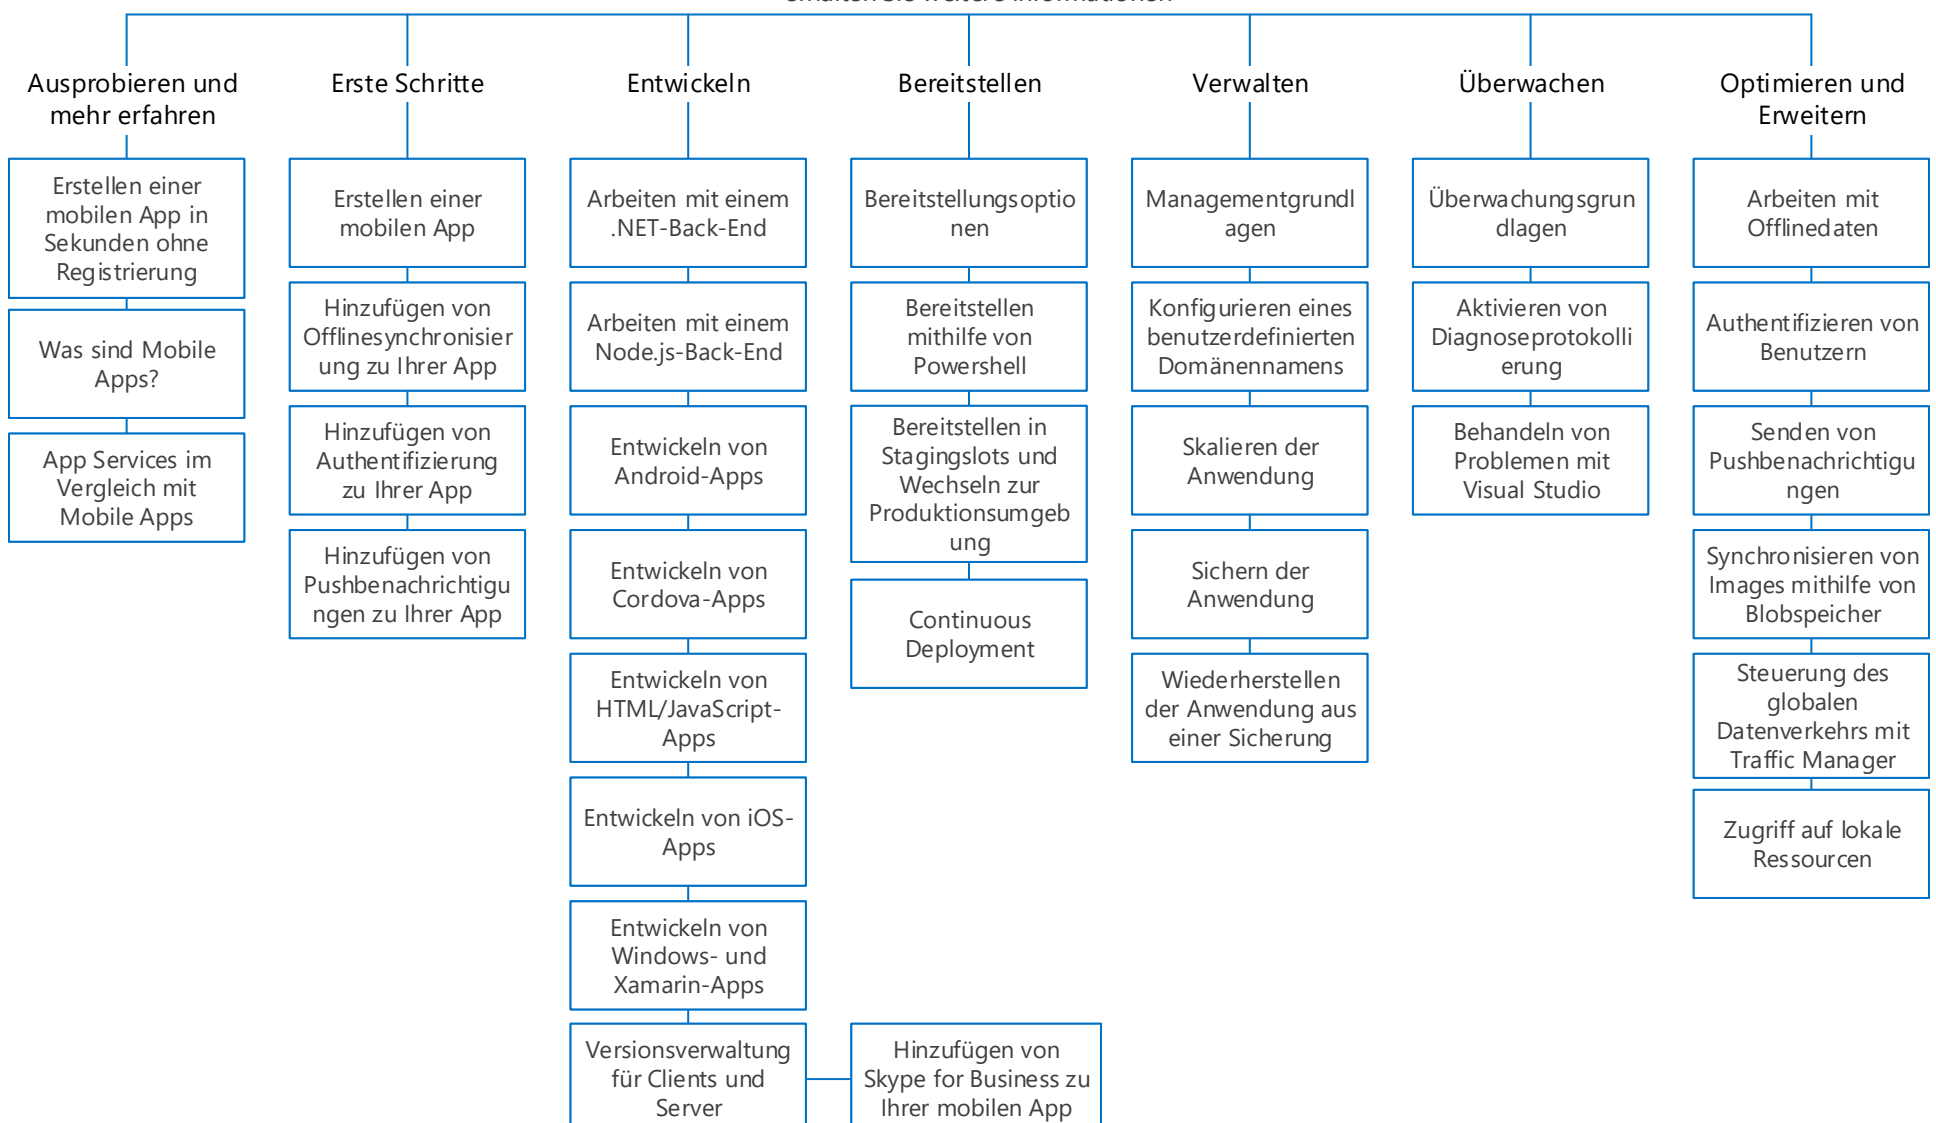 erhalten Sie weitere Informationen
Ausprobieren und
mehr erfahren
Erstellen einer
mobilen App in
Sekunden ohne
Registrierung
Was sind Mobile
Apps?
App Services im
Vergleich mit
Mobile Apps
Erste Schritte
Erstellen einer
mobilen App
Hinzufügen von
Offlinesynchronisier
ung zu Ihrer App
Hinzufügen von
Authentifizierung
zu Ihrer App
Hinzufügen von
Pushbenachrichtigu
ngen zu Ihrer App
Entwickeln
Arbeiten mit einem
.NET-Back-End
Arbeiten mit einem
Node.js-Back-End
Entwickeln von
Android-Apps
Entwickeln von
Cordova-Apps
Entwickeln von
HTML/JavaScript-
Apps
Entwickeln von iOS-
Apps
Entwickeln von
Windows- und
Xamarin-Apps
Versionsverwaltung
für Clients und
Server
Hinzufügen von
Skype for Business zu
Ihrer mobilen App
Bereitstellen
Bereitstellungsoptio
nen
Bereitstellen
mithilfe von
Powershell
Bereitstellen in
Stagingslots und
Wechseln zur
Produktionsumgeb
ung
Continuous
Deployment
Verwalten
Managementgrundl
agen
Konfigurieren eines
benutzerdefinierten
Domänennamens
Skalieren der
Anwendung
Sichern der
Anwendung
Wiederherstellen
der Anwendung aus
einer Sicherung
Überwachen
Überwachungsgrun
dlagen
Aktivieren von
Diagnoseprotokolli
erung
Behandeln von
Problemen mit
Visual Studio
Optimieren und
Erweitern
Arbeiten mit
Offlinedaten
Authentifizieren von
Benutzern
Senden von
Pushbenachrichtigu
ngen
Synchronisieren von
Images mithilfe von
Blobspeicher
Steuerung des
globalen
Datenverkehrs mit
Traffic Manager
Zugriff auf lokale
Ressourcen